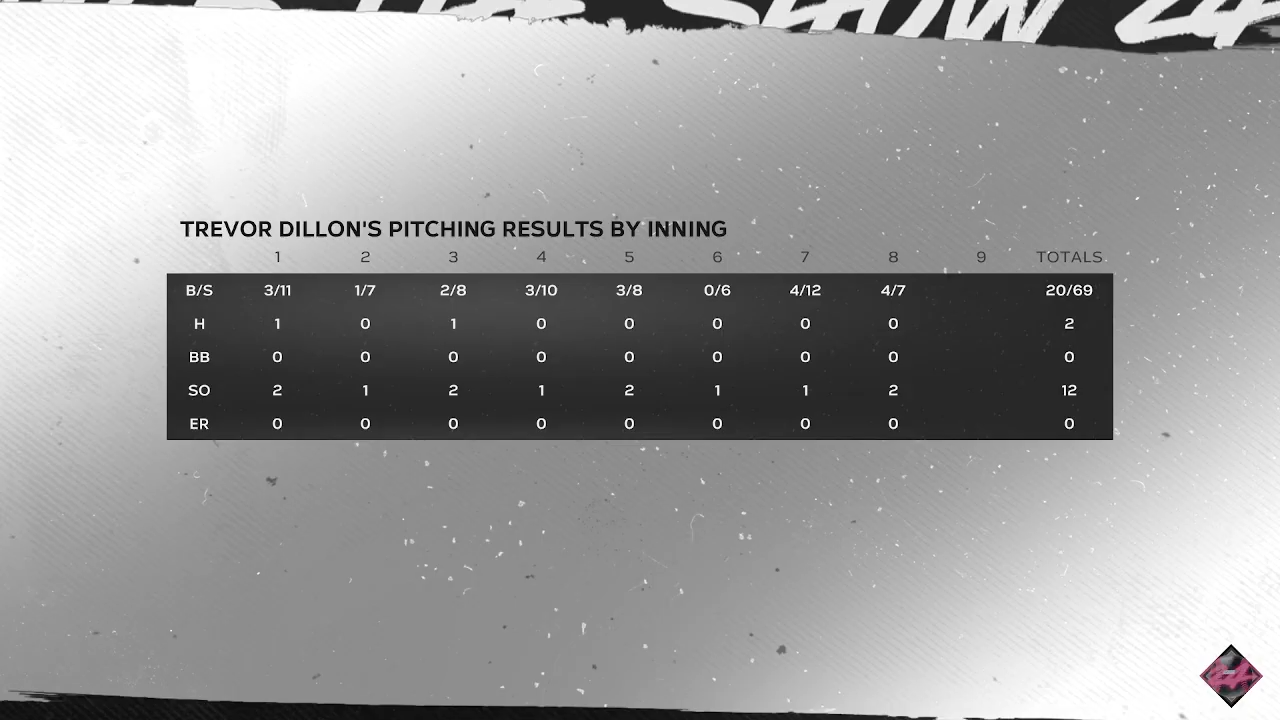 THE SHOW 24
TREVOR DILLON'S PITCHING RESULTS BY INNING
1 2 3 4 5 6 7 8 9 TOTALS
B/S 3/11 1/7 2/8 3/10 3/8 0/6 4/12 4/7 20/69
H 1 0 1 0 0 0 0 0 2
BB 0 0 0 0 0 0 0 0 0
SO 2 1 2 1 2 1 1 2 12
ER 0 0 0 0 0 0 0 0 0